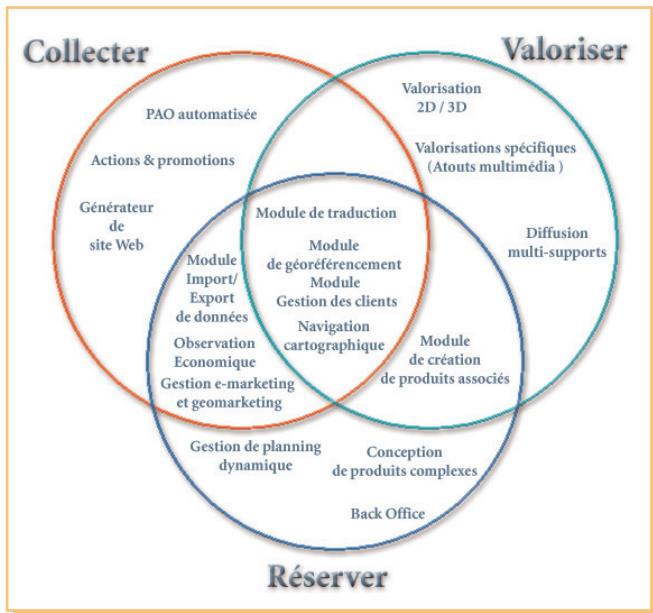 Collecter
Valoriser
PAO automatisée
Actions & promotions
Générateur
de
site Web
Valorisation
2D / 3D
Valorisations spécifiques
(Atouts multimédia )
Diffusion
multi-supports
Module de traduction
Module
de géoréférencement
Module
Gestion des clients
Navigation
cartographique
Module
Import/
Export
de données
Observation
Economique
Gestion e-marketing
et geomarketing
Module
de création
de produits associés
Gestion de planning
dynamique
Conception
de produits complexes
Back Office
Réserver